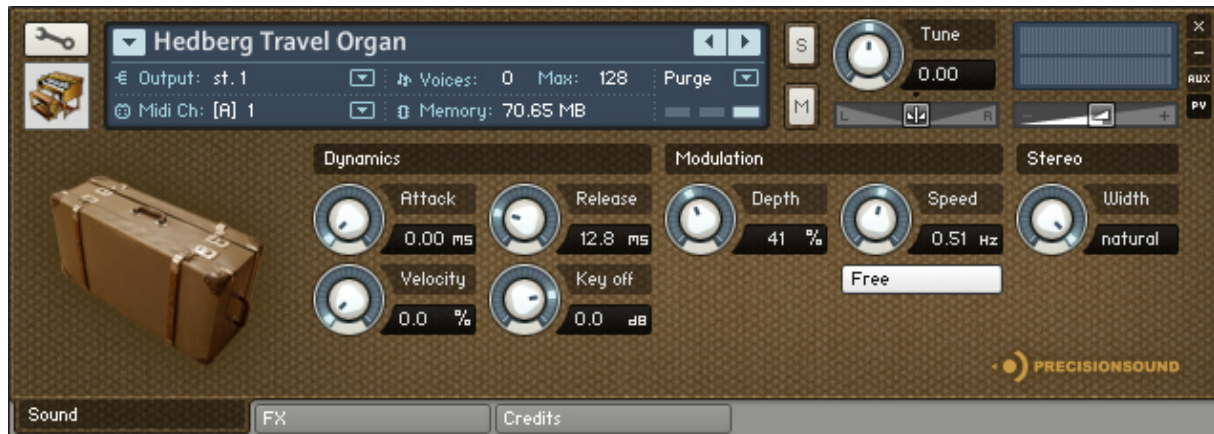 Hedberg Travel Organ
S
Tune
×
–
Output: st. 1 Voices: 0 Max: 128 Purge
0.00
AUX
Midi Ch: [A] 1 Memory: 70.65 MB
M
L R
– +
PV
Dynamics Modulation Stereo
Attack Release Depth Speed Width
0.00 ms 12.8 ms 41 % 0.51 Hz natural
Velocity Key off Free
0.0 % 0.0 dB
PRECISIONSOUND
Sound FX Credits